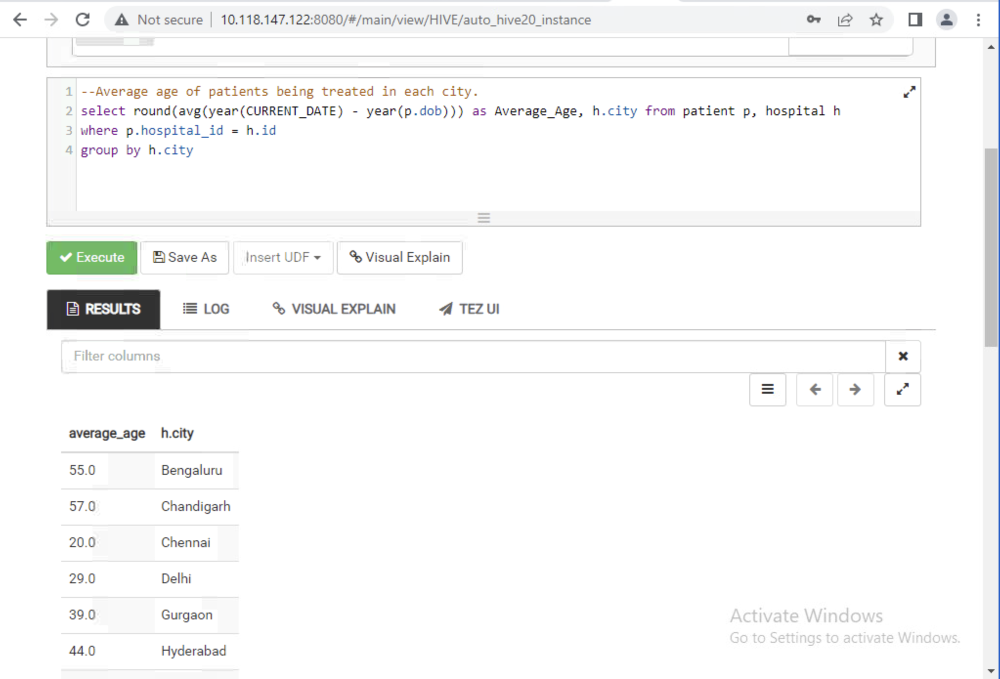 Not secure 10.118.147.122:8080/#/main/view/HIVE/auto_hive20_instance
1 --Average age of patients being treated in each city.
2 select round(avg(year(CURRENT_DATE) - year(p.dob))) as Average_Age, h.city from patient p, hospital h
3 where p.hospital_id = h.id
4 group by h.city
Execute Save As Insert UDF Visual Explain
RESULTS LOG VISUAL EXPLAIN TEZ UI
Filter columns
average_age h.city
55.0 Bengaluru
57.0 Chandigarh
20.0 Chennai
29.0 Delhi
39.0 Gurgaon
44.0 Hyderabad
Activate Windows
Go to Settings to activate Windows.